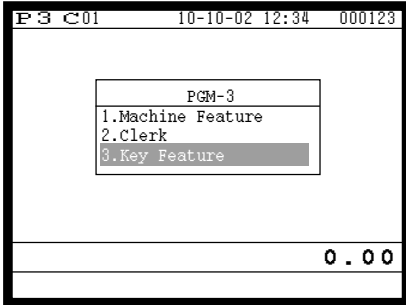 P3 C01 10-10-02 12:34 000123
PGM-3
1.Machine Feature
2.Clerk
3.Key Feature
0.00